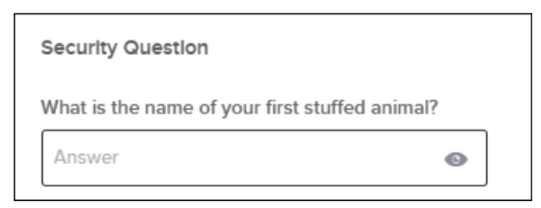 Security Question
What is the name of your first stuffed animal?
Answer